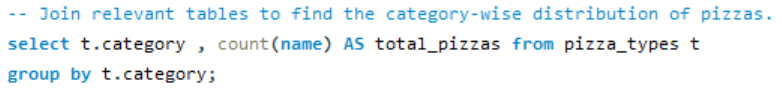 -- Join relevant tables to find the category-wise distribution of pizzas.
select t.category , count(name) AS total_pizzas from pizza_types t
group by t.category;